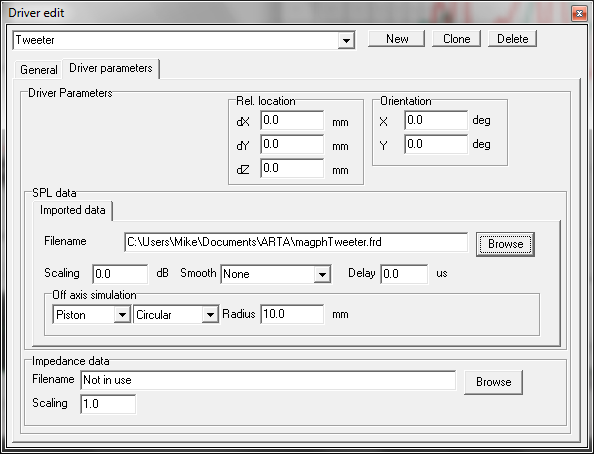 Driver edit
Tweeter New Clone Delete
General Driver parameters
Driver Parameters
Rel. location Orientation
dX 0.0 mm X 0.0 deg
dY 0.0 mm Y 0.0 deg
dZ 0.0 mm
SPL data
Imported data
Filename C:\Users\Mike\Documents\ARTA\magphTweeter.frd Browse
Scaling 0.0 dB Smooth None Delay 0.0 us
Off axis simulation
Piston Circular Radius 10.0 mm
Impedance data
Filename Not in use Browse
Scaling 1.0